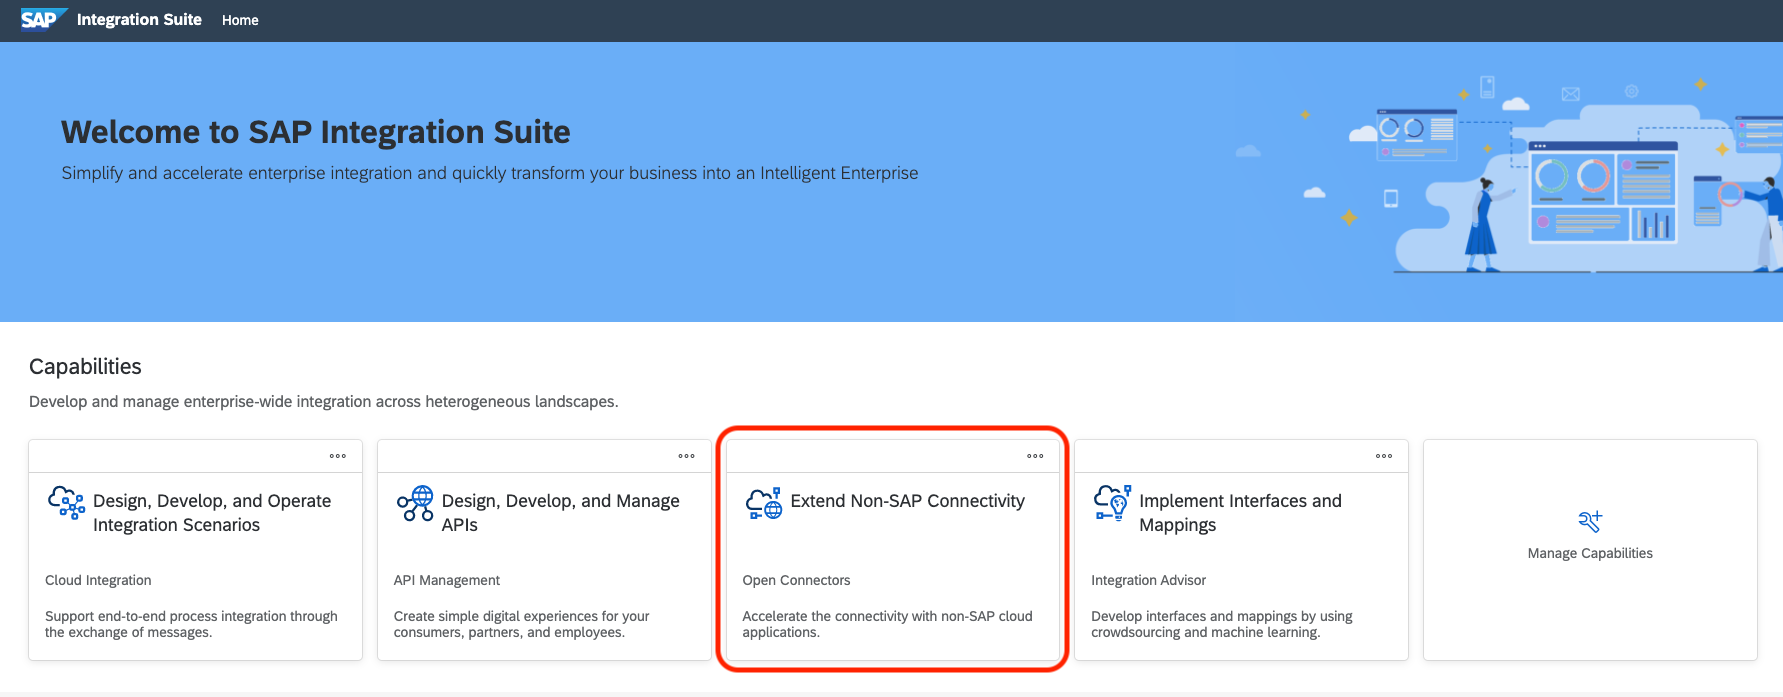 SAP Integration Suite Home
Welcome to SAP Integration Suite
Simplify and accelerate enterprise integration and quickly transform your business into an Intelligent Enterprise
Capabilities
Develop and manage enterprise-wide integration across heterogeneous landscapes.
Design, Develop, and Operate
Integration Scenarios
Cloud Integration
Support end-to-end process integration through
the exchange of messages.
Design, Develop, and Manage
APIs
API Management
Create simple digital experiences for your
consumers, partners, and employees.
Extend Non-SAP Connectivity
Open Connectors
Accelerate the connectivity with non-SAP cloud
applications.
Implement Interfaces and
Mappings
Integration Advisor
Develop interfaces and mappings by using
crowdsourcing and machine learning.
Manage Capabilities